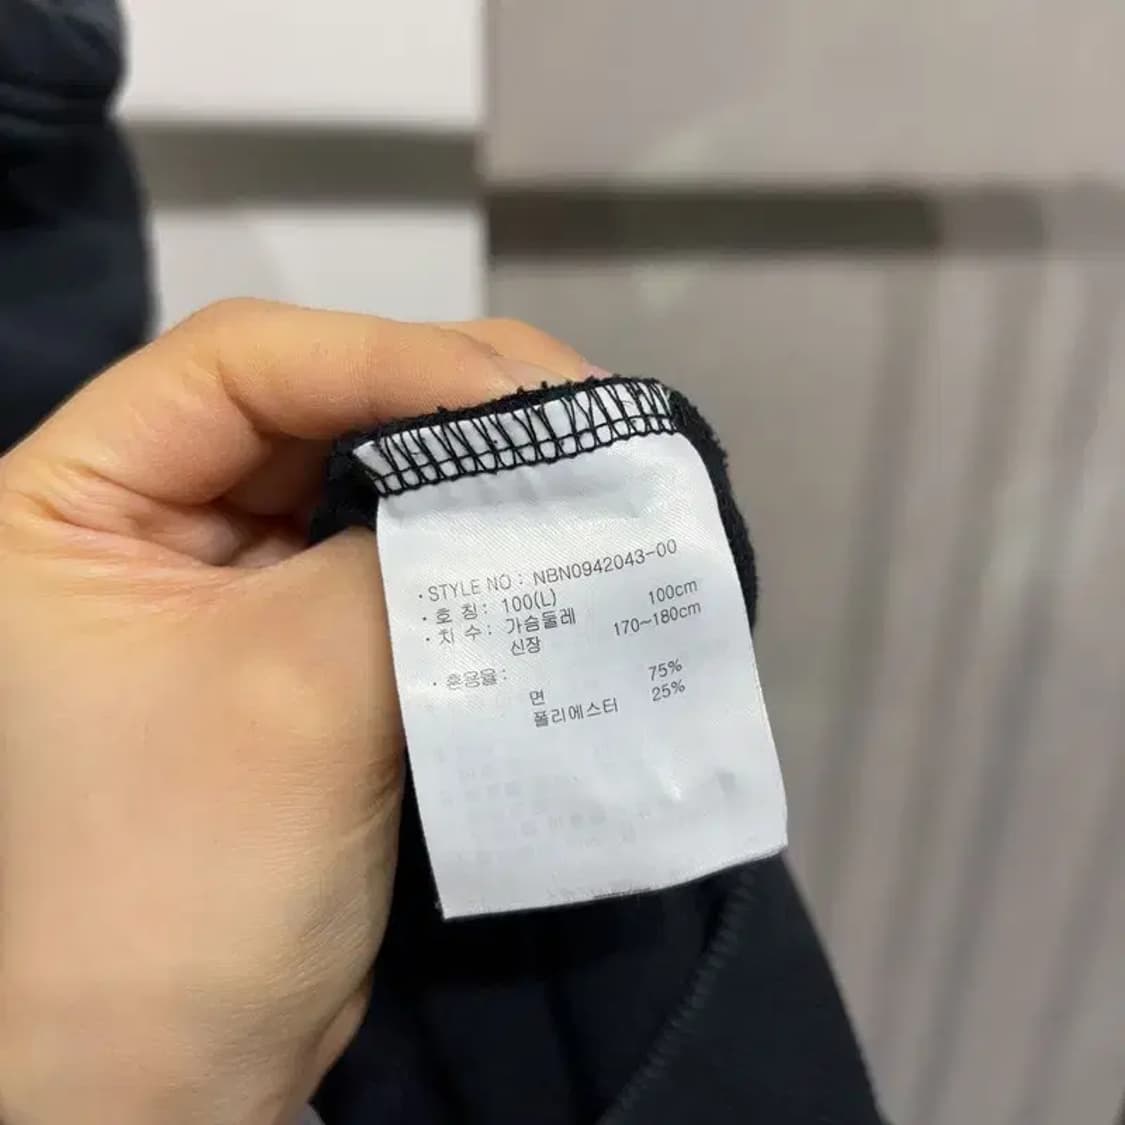 · STYLE NO : NBN0942043-00
· 호 칭 : 100(L)
· 치 수 : 가슴둘레 100cm
신장 170~180cm
· 혼용율 :
면 75%
폴리에스터 25%